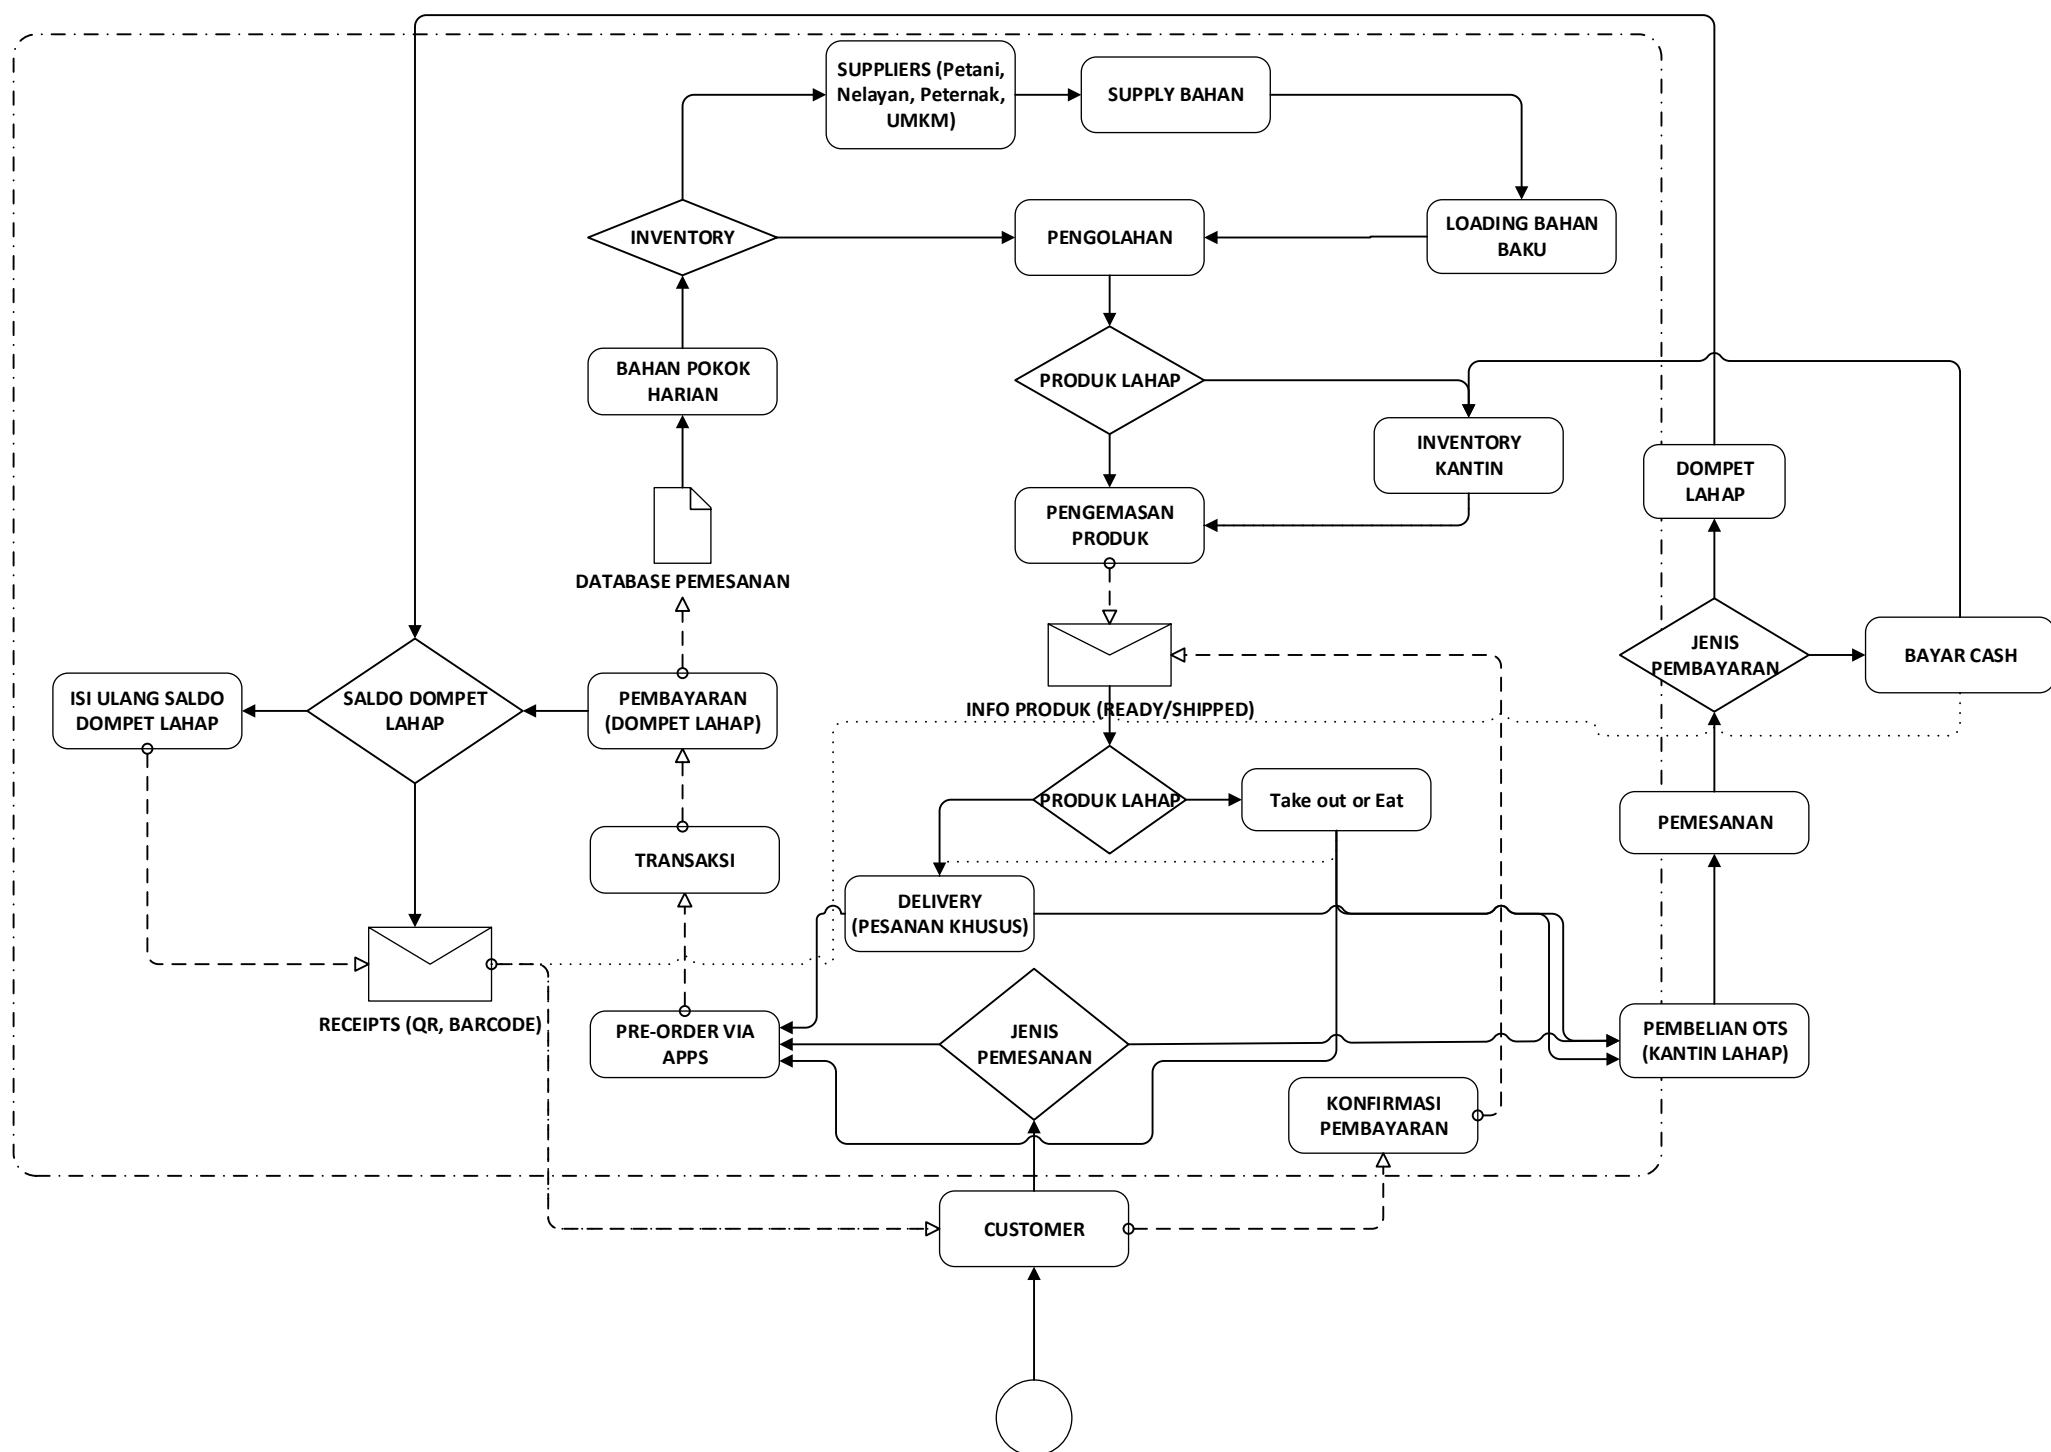 SUPPLIERS (Petani,
Nelayan, Peternak,
UMKM)
SUPPLY BAHAN
INVENTORY
PENGOLAHAN
LOADING BAHAN
BAKU
BAHAN POKOK
HARIAN
PRODUK LAHAP
INVENTORY
KANTIN
DOMPET
LAHAP
PENGEMASAN
PRODUK
DATABASE PEMESANAN
ISI ULANG SALDO
DOMPET LAHAP
SALDO DOMPET
LAHAP
PEMBAYARAN
(DOMPET LAHAP)
INFO PRODUK (READY/SHIPPED)
JENIS
PEMBAYARAN
BAYAR CASH
TRANSAKSI
PRODUK LAHAP
Take out or Eat
PEMESANAN
DELIVERY
(PESANAN KHUSUS)
RECEIPTS (QR, BARCODE)
PRE-ORDER VIA
APPS
JENIS
PEMESANAN
PEMBELIAN OTS
(KANTIN LAHAP)
KONFIRMASI
PEMBAYARAN
CUSTOMER